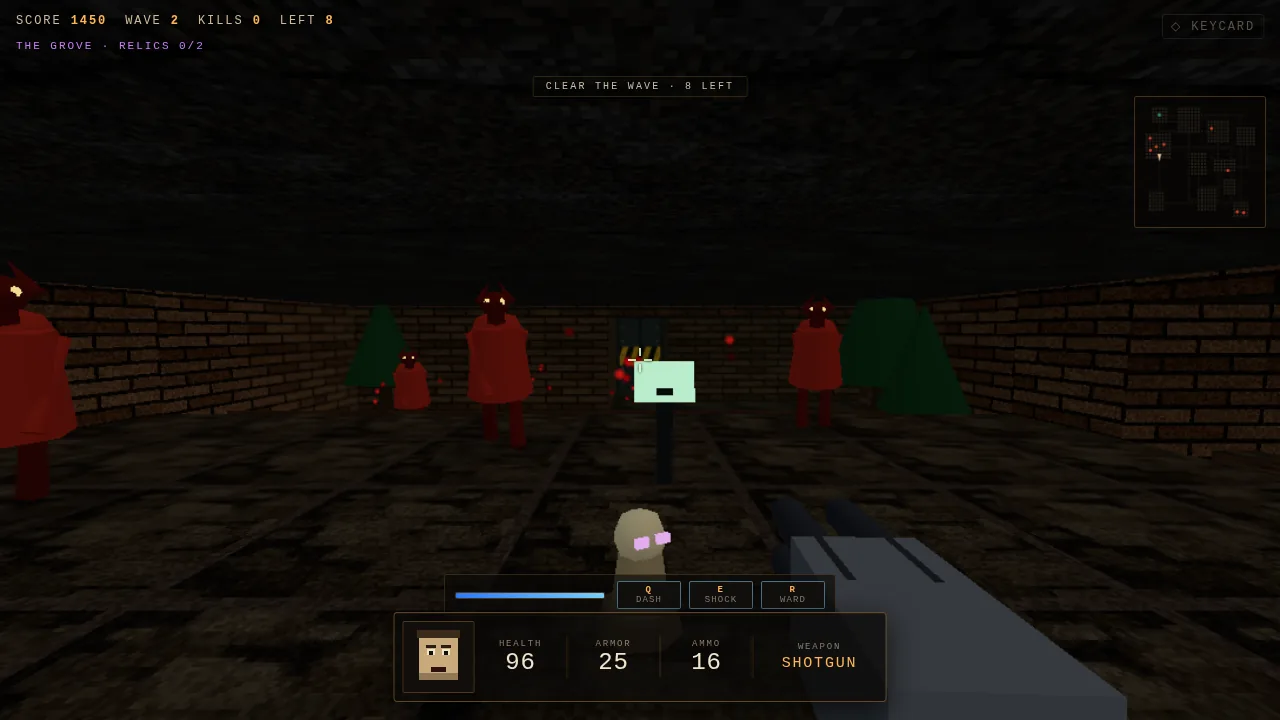 SCORE 1450 WAVE 2 KILLS 0 LEFT 8
THE GROVE · RELICS 0/2
◇ KEYCARD
CLEAR THE WAVE · 8 LEFT
Q DASH
E SHOCK
R WARD
HEALTH 96
ARMOR 25
AMMO 16
WEAPON SHOTGUN